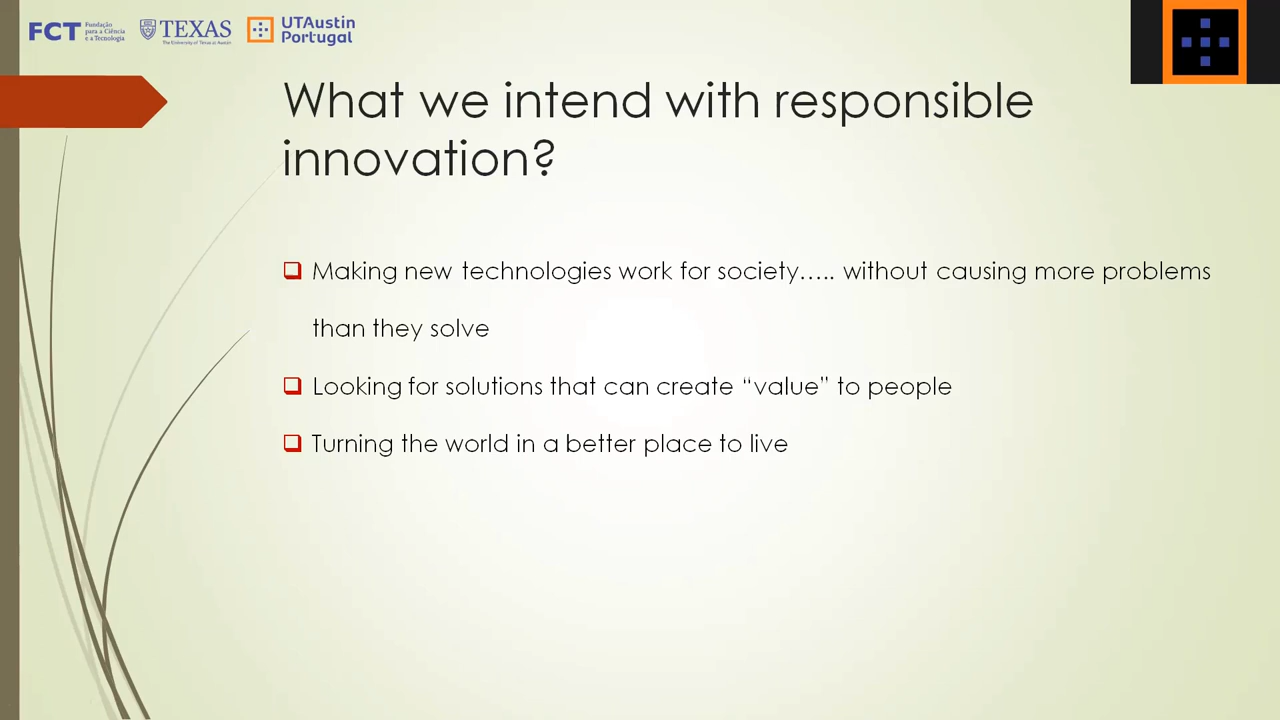 FCT Fundação para a Ciência e a Tecnologia
TEXAS
The University of Texas at Austin
UTAustin
Portugal
What we intend with responsible
innovation?
Making new technologies work for society….. without causing more problems
than they solve
Looking for solutions that can create “value” to people
Turning the world in a better place to live